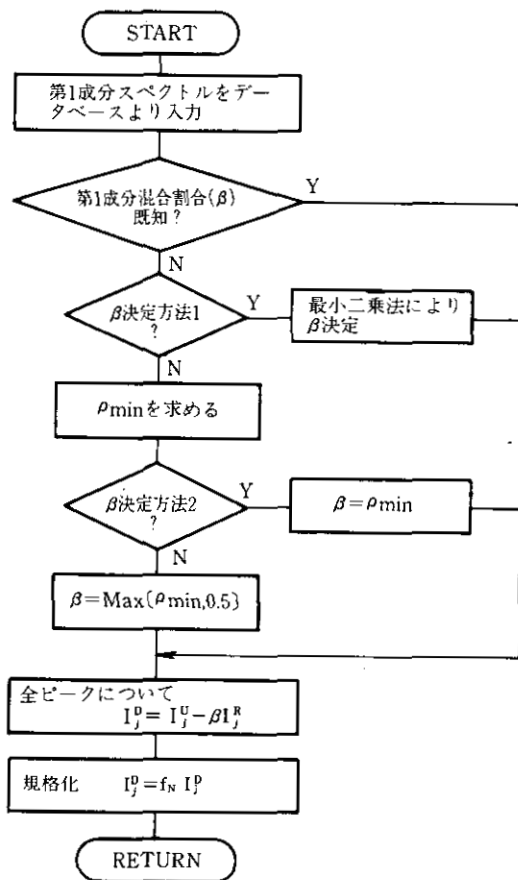 START
第1成分スペクトルをデー
タベースより入力
第1成分混合割合(β)
既知?
Y
N
β決定方法1
?
Y
最小二乗法により
β決定
N
ρminを求める
β決定方法2
?
Y
β=ρmin
N
β=Max{ρmin,0.5}
全ピークについて
I_j^D= I_j^U-βI_j^R
規格化 I_j^D=f_N I_j^D
RETURN